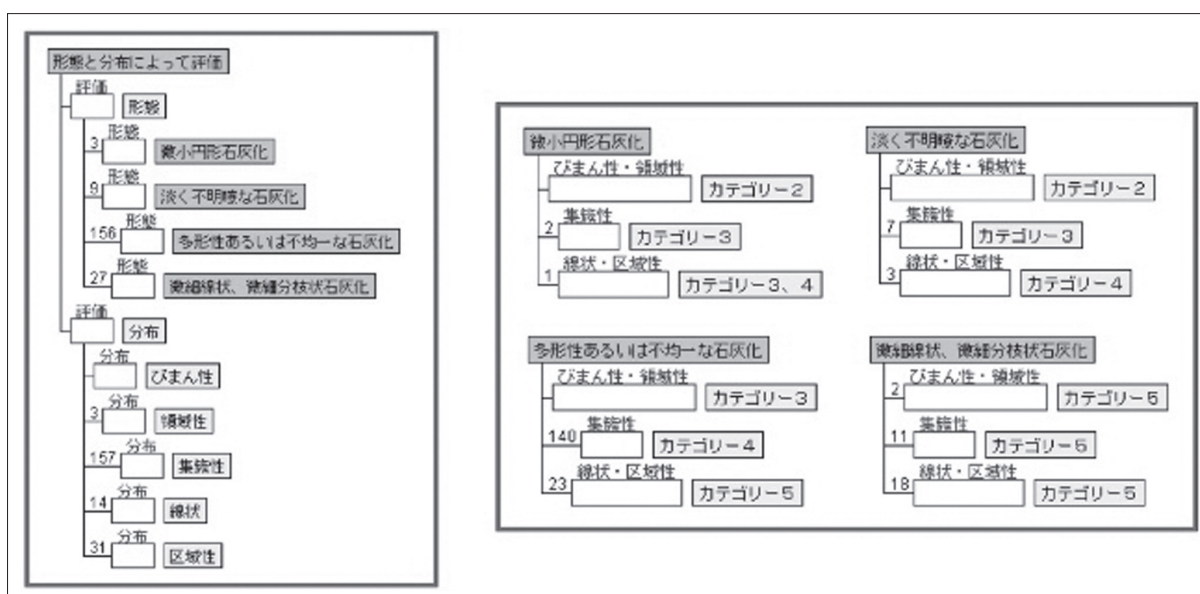 形態と分布によって評価
評価
形態
形態
3
微小円形石灰化
形態
9
淡く不明瞭な石灰化
形態
156
多形性あるいは不均一な石灰化
形態
27
微細線状、微細分枝状石灰化
評価
分布
分布
びまん性
分布
3
領域性
分布
157
集簇性
分布
14
線状
分布
31
区域性
微小円形石灰化
びまん性・領域性
カテゴリー2
集簇性
2
カテゴリー3
線状・区域性
1
カテゴリー3、4
淡く不明瞭な石灰化
びまん性・領域性
カテゴリー2
集簇性
7
カテゴリー3
線状・区域性
3
カテゴリー4
多形性あるいは不均一な石灰化
びまん性・領域性
カテゴリー3
集簇性
140
カテゴリー4
線状・区域性
23
カテゴリー5
微細線状、微細分枝状石灰化
びまん性・領域性
2
カテゴリー5
集簇性
11
カテゴリー5
線状・区域性
18
カテゴリー5